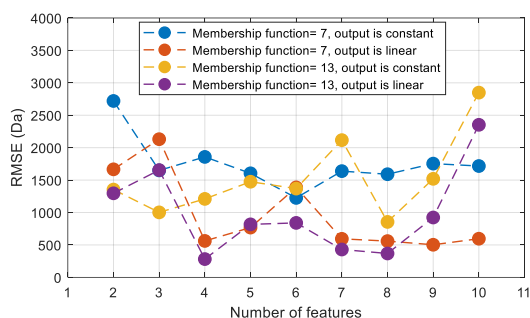 4000
3500
3000
2500
2000
1500
1000
500
0
RMSE (Da)
Membership function= 7, output is constant
Membership function= 7, output is linear
Membership function= 13, output is constant
Membership function= 13, output is linear
1 2 3 4 5 6 7 8 9 10 11
Number of features